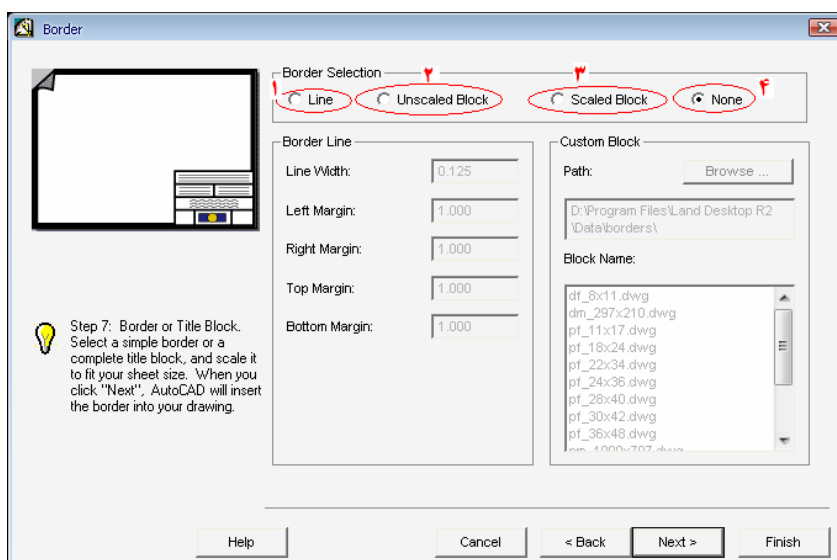 Border
Border Selection
۱ Line ۲ Unscaled Block ۳ Scaled Block ۴ None
Border Line
Line Width: 0.125
Left Margin: 1.000
Right Margin: 1.000
Top Margin: 1.000
Bottom Margin: 1.000
Custom Block
Path: Browse ...
D:\Program Files\Land Desktop R2
\Data\borders\
Block Name:
df_8x11.dwg
dm_297x210.dwg
pf_11x17.dwg
pf_18x24.dwg
pf_22x34.dwg
pf_24x36.dwg
pf_28x40.dwg
pf_30x42.dwg
pf_36x48.dwg
Step 7: Border or Title Block.
Select a simple border or a
complete title block, and scale it
to fit your sheet size. When you
click "Next", AutoCAD will insert
the border into your drawing.
Help Cancel < Back Next > Finish